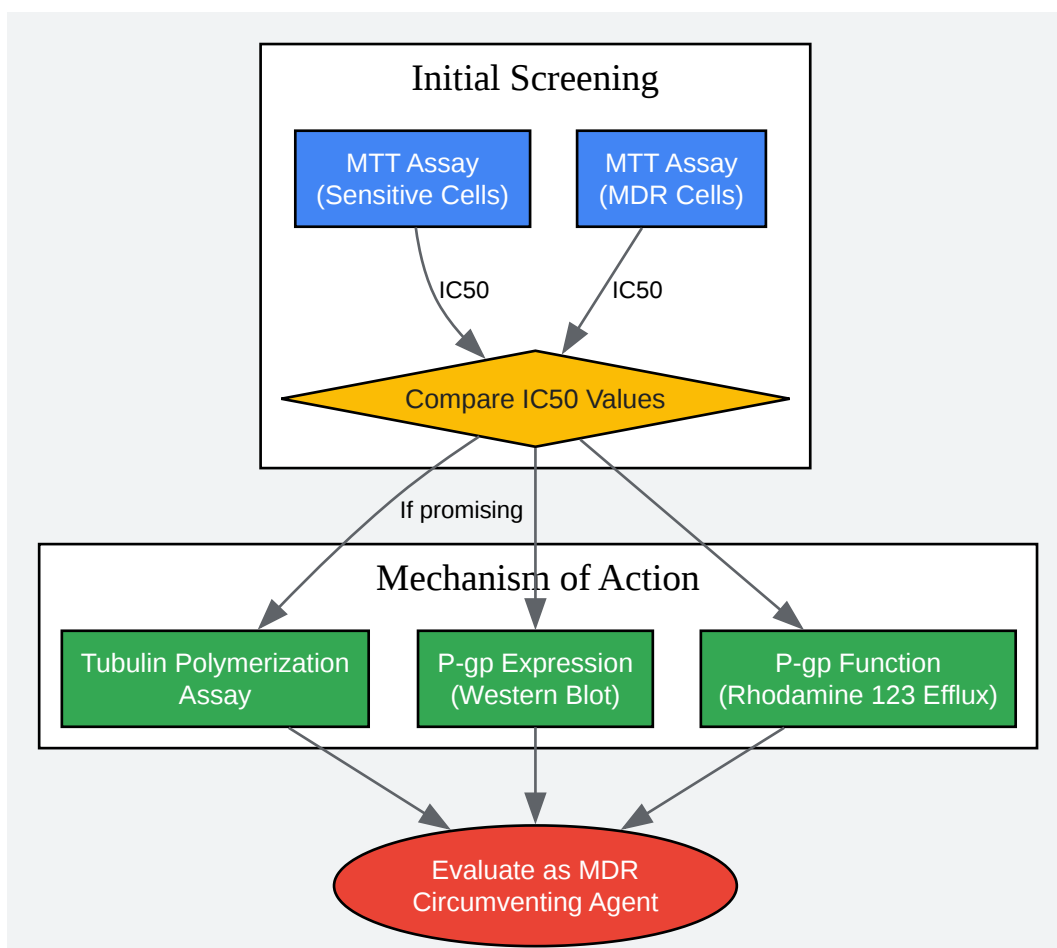 Initial Screening
MTT Assay
(Sensitive Cells)
MTT Assay
(MDR Cells)
IC50
IC50
Compare IC50 Values
If promising
Mechanism of Action
Tubulin Polymerization
Assay
P-gp Expression
(Western Blot)
P-gp Function
(Rhodamine 123 Efflux)
Evaluate as MDR
Circumventing Agent